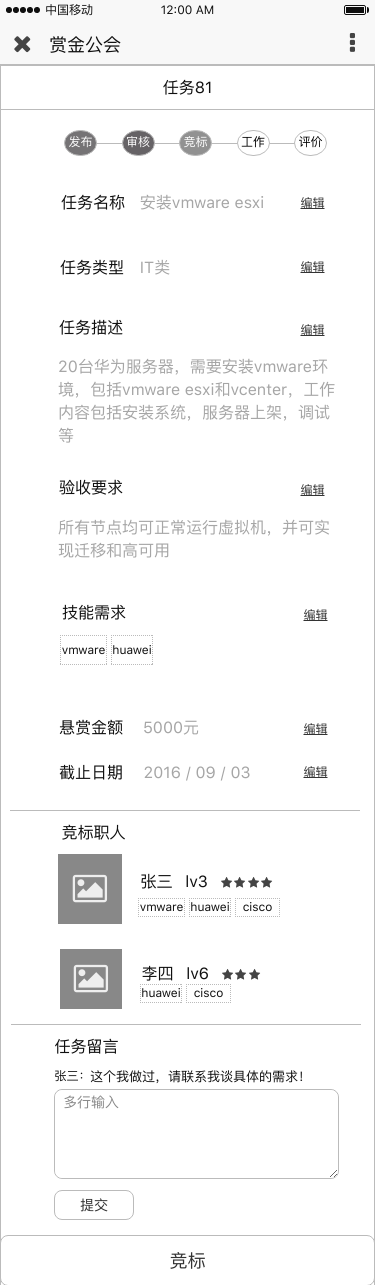 中国移动 12:00 AM
赏金公会
任务81
发布 审核 竞标 工作 评价
任务名称 安装vmware esxi 编辑
任务类型 IT类 编辑
任务描述 编辑
20台华为服务器，需要安装vmware环
境，包括vmware esxi和vcenter，工作
内容包括安装系统，服务器上架，调试
等
验收要求 编辑
所有节点均可正常运行虚拟机，并可实
现迁移和高可用
技能需求 编辑
vmware huawei
悬赏金额 5000元 编辑
截止日期 2016 / 09 / 03 编辑
竞标职人
张三 lv3 ★★★★
vmware huawei cisco
李四 lv6 ★★★
huawei cisco
任务留言
张三：这个我做过，请联系我谈具体的需求！
多行输入
提交
竞标